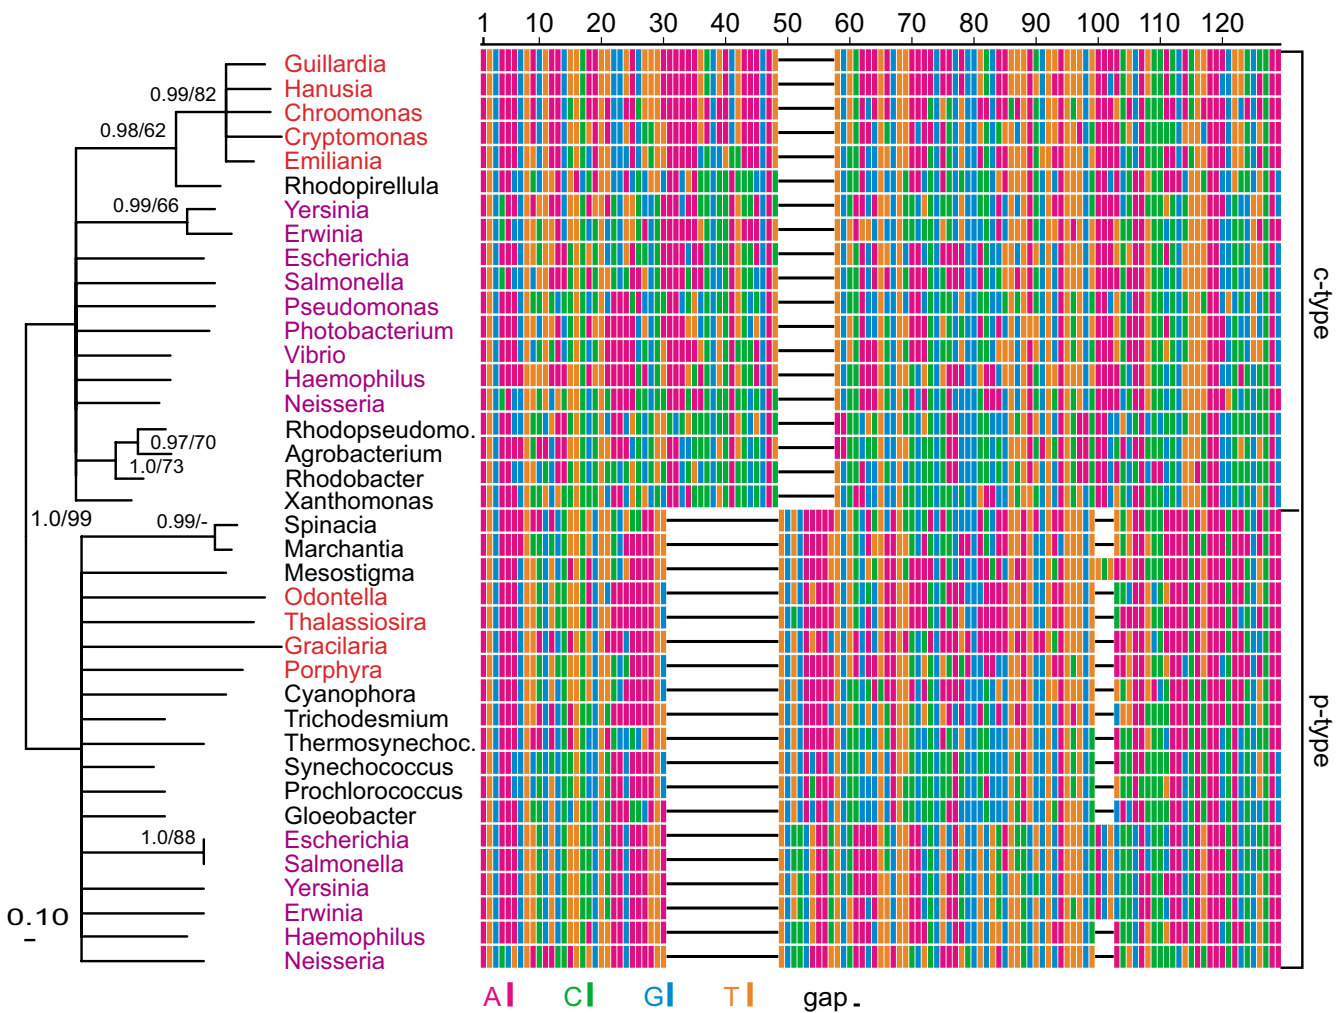 1 10 20 30 40 50 60 70 80 90 100 110 120
Guillardia
0.99/82
Hanusia
Chroomonas
0.98/62
Cryptomonas
Emiliania
Rhodopirellula
0.99/66
Yersinia
Erwinia
Escherichia
Salmonella
Pseudomonas
Photobacterium
Vibrio
Haemophilus
Neisseria
Rhodopseudomo.
0.97/70
Agrobacterium
1.0/73
Rhodobacter
Xanthomonas
c-type
1.0/99
0.99/-
Spinacia
Marchantia
Mesostigma
Odontella
Thalassiosira
Gracilaria
Porphyra
Cyanophora
Trichodesmium
Thermosynechoc.
Synechococcus
Prochlorococcus
Gloeobacter
1.0/88
Escherichia
Salmonella
Yersinia
Erwinia
Haemophilus
Neisseria
p-type
0.10
A C G T gap